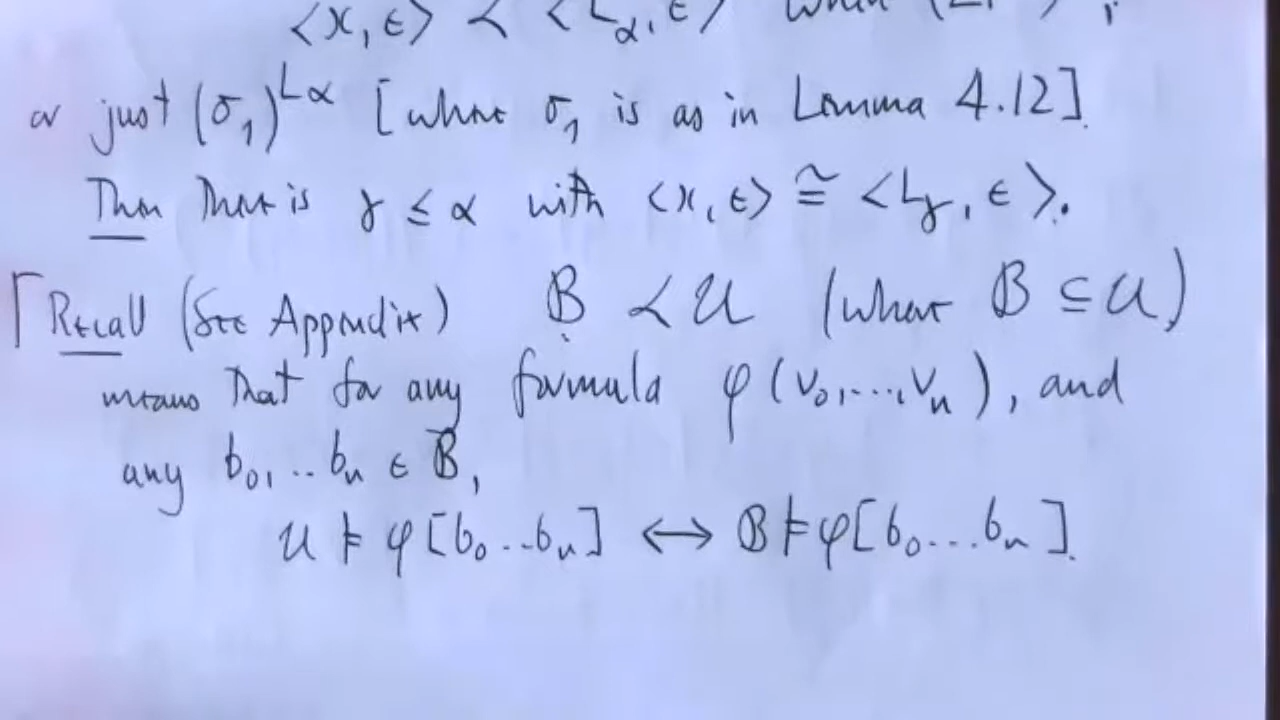 ⟨x, ∈⟩ ≺ ⟨L_α, ∈⟩
or just (σ₁)^{Lα} [where σ₁ is as in Lemma 4.12].
Then there is γ ≤ α with ⟨x, ∈⟩ ≅ ⟨L_γ, ∈⟩.
⌈Recall (See Appendix) B ≺ U (where B ⊆ U)
means that for any formula φ(v₀,...,vₙ), and
any b₀,..bₙ ∈ B,
U ⊨ φ[b₀..bₙ] ↔ B ⊨ φ[b₀...bₙ].